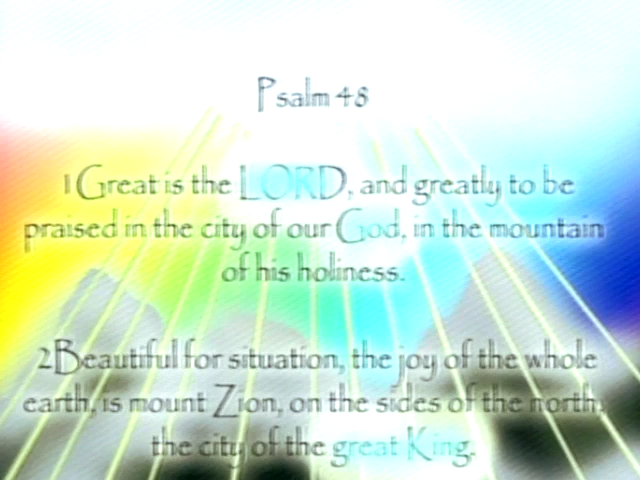 Psalm 48
1 Great is the LORD, and greatly to be
praised in the city of our God, in the mountain
of his holiness.
2 Beautiful for situation, the joy of the whole
earth, is mount Zion, on the sides of the north,
the city of the great King.